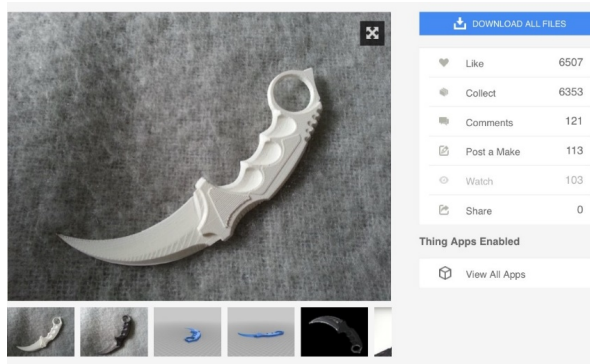 DOWNLOAD ALL FILES
Like 6507
Collect 6353
Comments 121
Post a Make 113
Watch 103
Share 0
Thing Apps Enabled
View All Apps